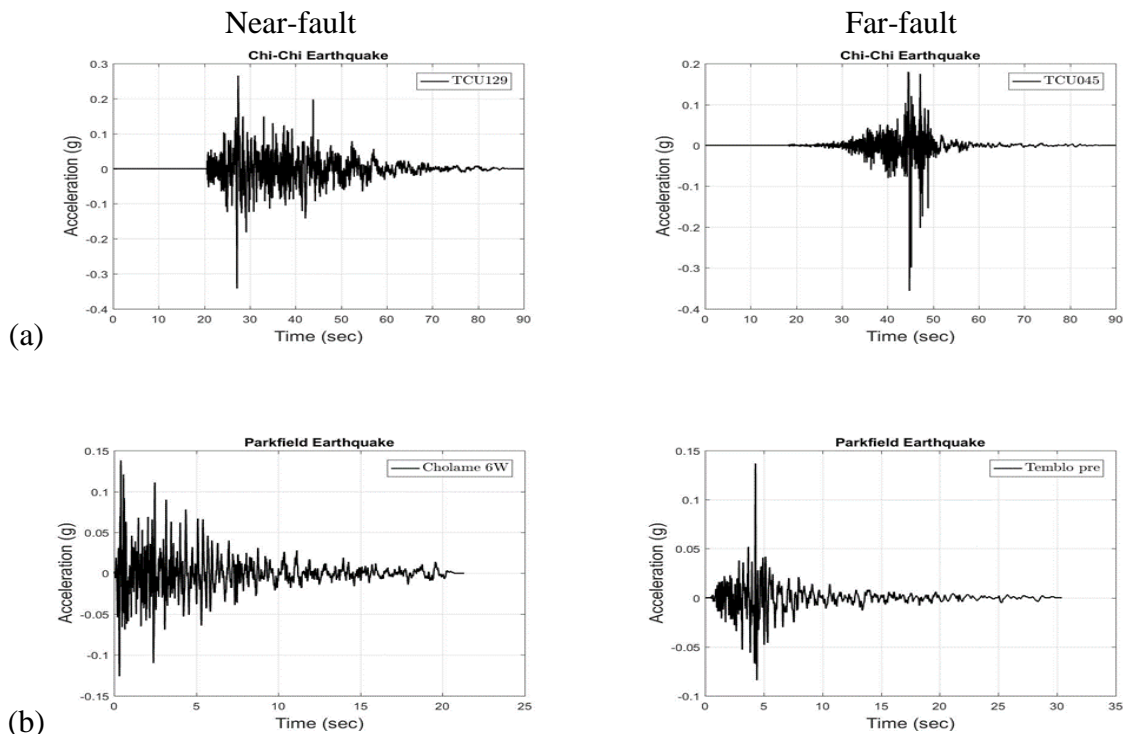 Near-fault
Far-fault
Chi-Chi Earthquake
TCU129
0.3
0.2
0.1
0
-0.1
-0.2
-0.3
-0.4
Acceleration (g)
0 10 20 30 40 50 60 70 80 90
Time (sec)
Chi-Chi Earthquake
TCU045
0.2
0.1
0
-0.1
-0.2
-0.3
-0.4
Acceleration (g)
0 10 20 30 40 50 60 70 80 90
Time (sec)
(a)
Parkfield Earthquake
Cholame 6W
0.15
0.1
0.05
0
-0.05
-0.1
-0.15
Acceleration (g)
0 5 10 15 20 25
Time (sec)
Parkfield Earthquake
Temblo pre
0.15
0.1
0.05
0
-0.05
-0.1
Acceleration (g)
0 5 10 15 20 25 30 35
Time (sec)
(b)